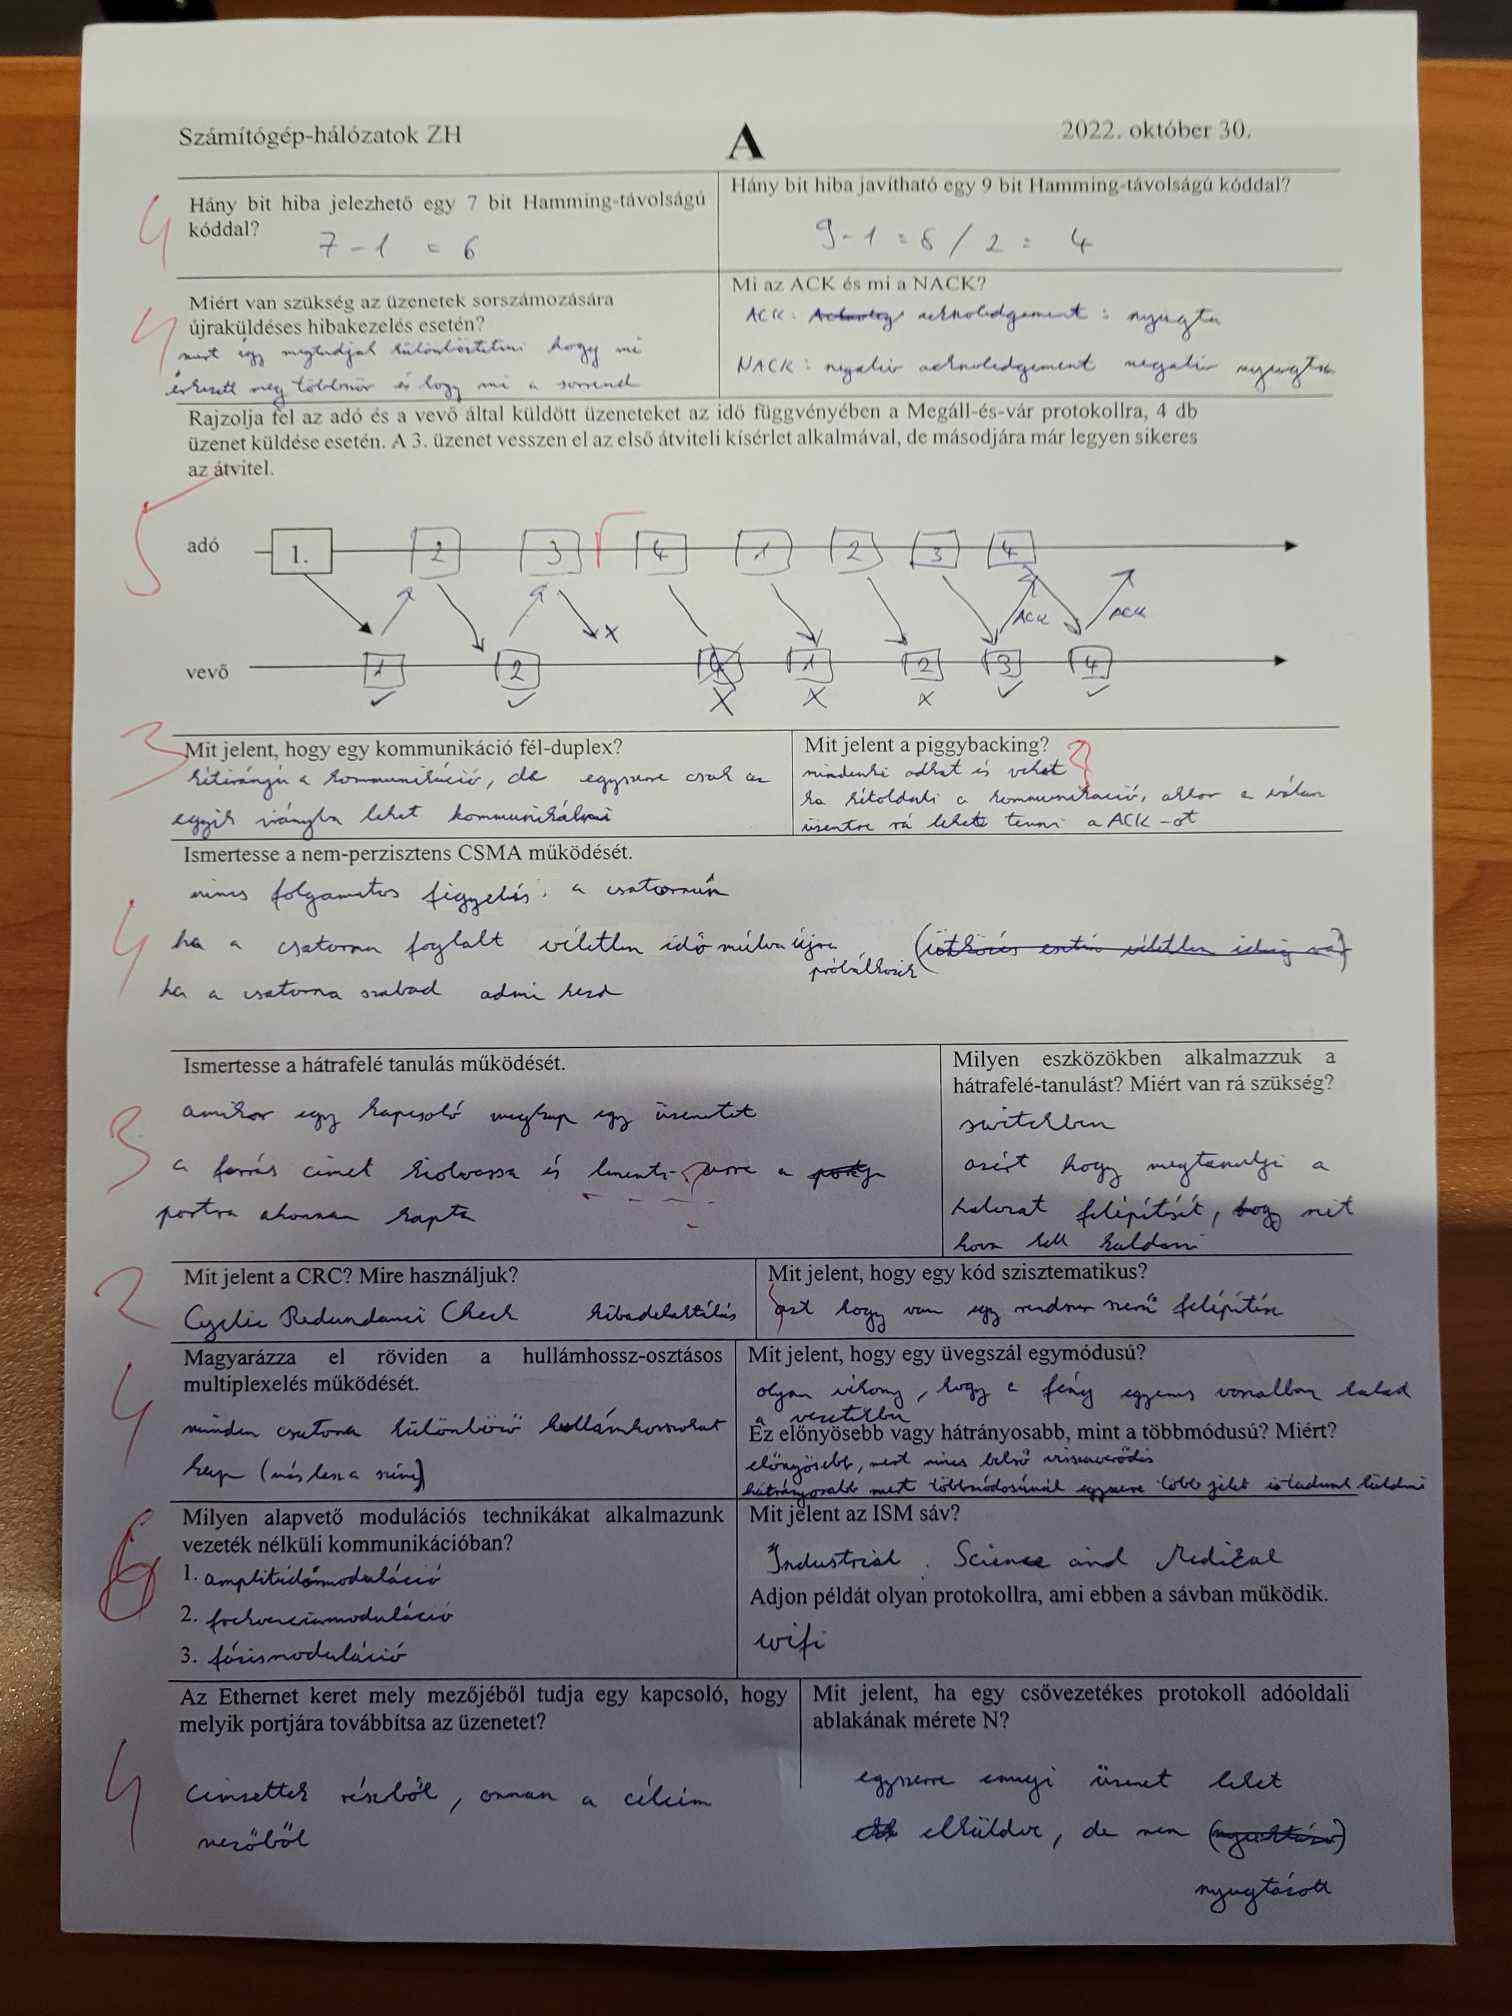 Számítógép-hálózatok ZH
A
2022. október 30.
4
Hány bit hiba jelezhető egy 7 bit Hamming-távolságú
kóddal?
7 - 1 = 6
Hány bit hiba javítható egy 9 bit Hamming-távolságú kóddal?
9 - 1 = 8 / 2 = 4
4
Miért van szükség az üzenetek sorszámozására
újraküldéses hibakezelés esetén?
mert így megtudjuk különböztetni hogy mi
érkezett meg többször és hogy mi a sorrend
Mi az ACK és mi a NACK?
ACK: acknoledgement : nyugta
NACK: negatív acknoledgement negatív nyugta
Rajzolja fel az adó és a vevő által küldött üzeneteket az idő függvényében a Megáll-és-vár protokollra, 4 db
üzenet küldése esetén. A 3. üzenet vesszen el az első átviteli kísérlet alkalmával, de másodjára már legyen sikeres
az átvitel.
5
adó 1. 2 3 4 1 2 3 4
x ACK ACK
vevő 1 2 1 2 3 4
✓ ✓ X X x ✓ ✓
3
Mit jelent, hogy egy kommunikáció fél-duplex?
kétirányú a kommunikáció, de egyszerre csak az
egyik irányba lehet kommunikálni
Mit jelent a piggybacking?
mindenki adhat és vehet
ha kétoldali a kommunikáció, akkor a válasz
üzentre rá lehet tenni a ACK-ot
Ismertesse a nem-perzisztens CSMA működését.
nincs folyamatos figyelés a csatornán
4
ha a csatorna foglalt véletlen idő múlva újra
próbálkozik
(ütközés esetén véletlen ideig vá)
ha a csatorna szabad adni kezd
Ismertesse a hátrafelé tanulás működését.
amikor egy kapcsoló megkap egy üzenetet
3
a forrás címet kiolvassa és lementi a
portra ahonnan kapta
Milyen eszközökben alkalmazzuk a
hátrafelé-tanulást? Miért van rá szükség?
switchben
azért hogy megtanulja a
halozat felépítését, hogy mit
hova kell küldeni
2
Mit jelent a CRC? Mire használjuk?
Cyclic Redundanci Check hibadetektálás
Mit jelent, hogy egy kód szisztematikus?
azt hogy van egy rendszer szerű felépítése
Magyarázza el röviden a hullámhossz-osztásos
multiplexelés működését.
4
minden csatorna különböző hullámhosszokat
kap (más lesz a színe)
Mit jelent, hogy egy üvegszál egymódusú?
olyan vékony, hogy a fény egyenes vonalban halad
a vezetékben
Ez előnyösebb vagy hátrányosabb, mint a többmódusú? Miért?
előnyösebb, mert nincs belső visszaverődés
hátrányosabb mert többmódosúnál egyszerre több jelet is tudunk küldeni
6
Milyen alapvető modulációs technikákat alkalmazunk
vezeték nélküli kommunikációban?
1. amplitúdómoduláció
2. frekvenciamoduláció
3. fázismoduláció
Mit jelent az ISM sáv?
Industrial Science and Medical
Adjon példát olyan protokollra, ami ebben a sávban működik.
wifi
Az Ethernet keret mely mezőjéből tudja egy kapcsoló, hogy
melyik portjára továbbítsa az üzenetet?
4
címzettek részből, onnan a célcím
mezőből
Mit jelent, ha egy csővezetékes protokoll adóoldali
ablakának mérete N?
egyszerre ennyi üzenet lehet
elküldve, de nem
nyugtázott